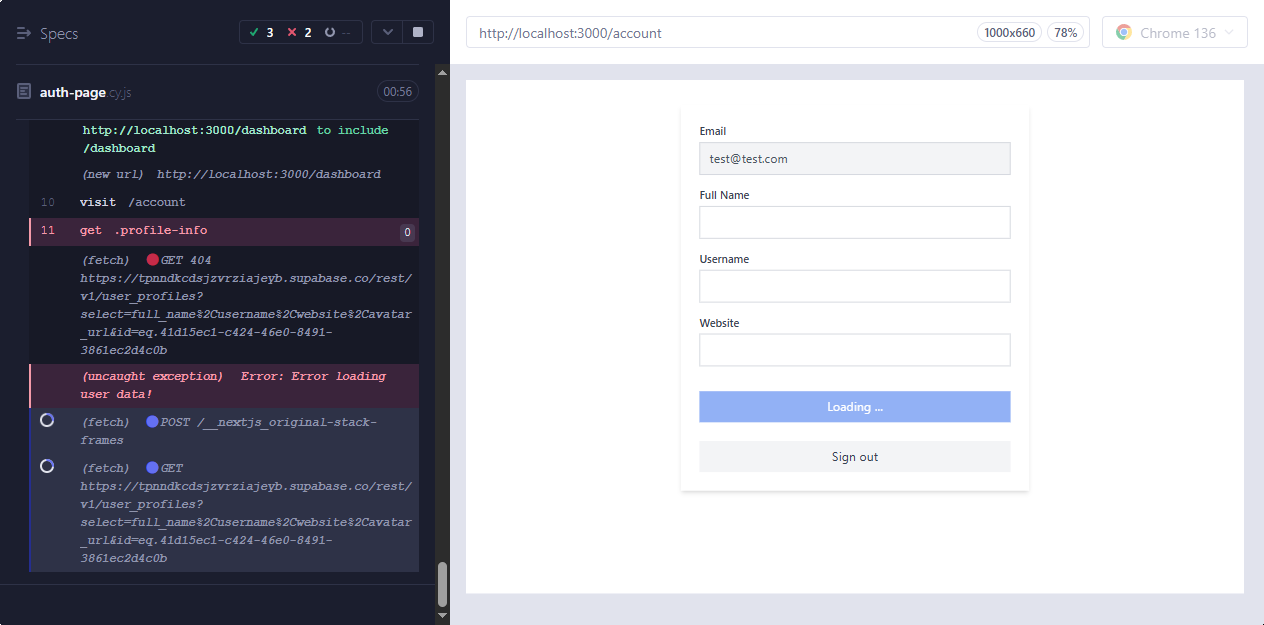 Specs
3 2 --
auth-page.cy.js
00:56
http://localhost:3000/dashboard to include
/dashboard
(new url) http://localhost:3000/dashboard
10 visit /account
11 get .profile-info 0
(fetch) GET 404
https://tpnndkcdsjzvrziajeyb.supabase.co/rest/
v1/user_profiles?
select=full_name%2Cusername%2Cwebsite%2Cavatar
_url&id=eq.41d15ec1-c424-46e0-8491-
3861ec2d4c0b
(uncaught exception) Error: Error loading
user data!
(fetch) POST /__nextjs_original-stack-
frames
(fetch) GET
https://tpnndkcdsjzvrziajeyb.supabase.co/rest/
v1/user_profiles?
select=full_name%2Cusername%2Cwebsite%2Cavatar
_url&id=eq.41d15ec1-c424-46e0-8491-
3861ec2d4c0b
http://localhost:3000/account
1000x660
78%
Chrome 136
Email
test@test.com
Full Name
Username
Website
Loading ...
Sign out